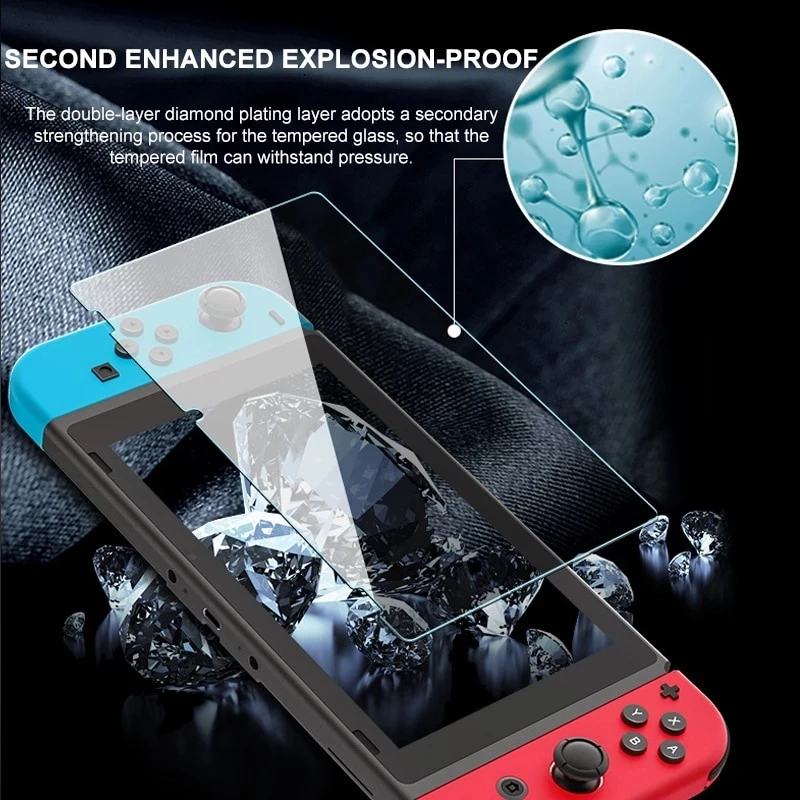 SECOND ENHANCED EXPLOSION-PROOF
The double-layer diamond plating layer adopts a secondary
strengthening process for the tempered glass, so that the
tempered film can withstand pressure.
Y
X
B
A